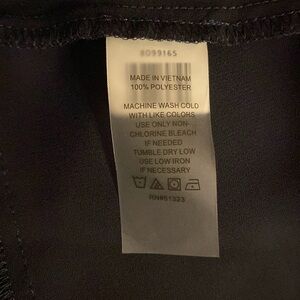 8099165
MADE IN VIETNAM
100% POLYESTER
MACHINE WASH COLD
WITH LIKE COLORS
USE ONLY NON-
CHLORINE BLEACH
IF NEEDED
TUMBLE DRY LOW
USE LOW IRON
IF NECESSARY
RN#51323